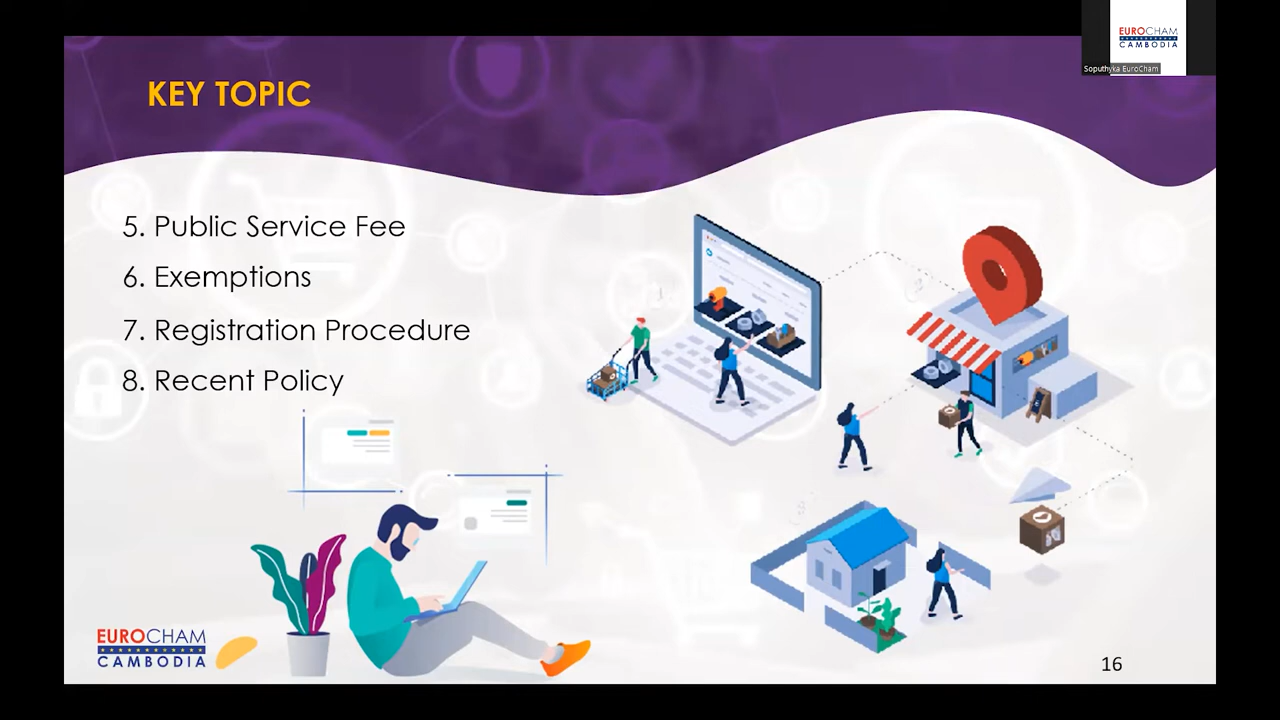 EUROCHAM
CAMBODIA
Soputhyka EuroCham
KEY TOPIC
5. Public Service Fee
6. Exemptions
7. Registration Procedure
8. Recent Policy
EUROCHAM
CAMBODIA
16